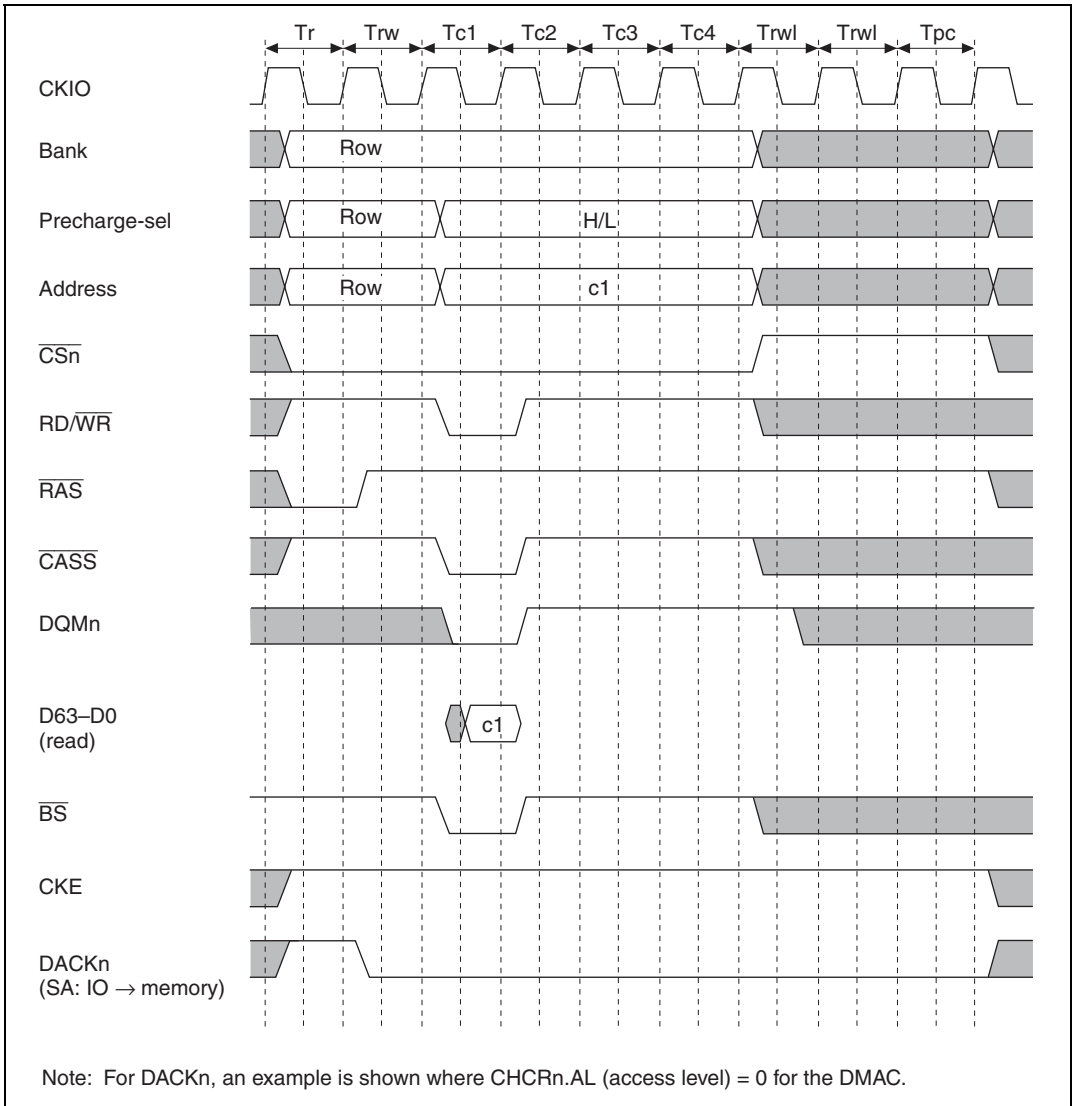 Tr Trw Tc1 Tc2 Tc3 Tc4 Trwl Trwl Tpc
CKIO
Bank Row
Precharge-sel Row H/L
Address Row c1
CSn
RD/WR
RAS
CASS
DQMn
D63–D0
(read) c1
BS
CKE
DACKn
(SA: IO → memory)
Note: For DACKn, an example is shown where CHCRn.AL (access level) = 0 for the DMAC.